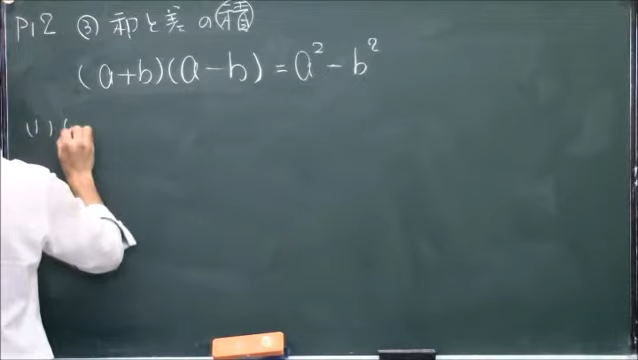 P12 ③ 和と差の積
(a+b)(a-b)=a²-b²
(1)(